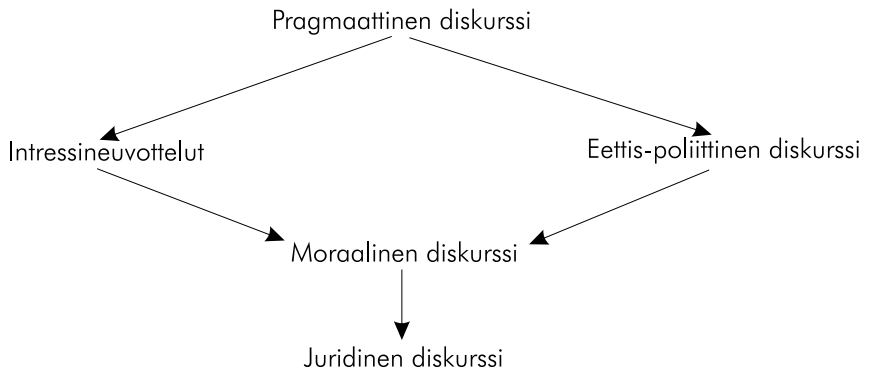 Pragmaattinen diskurssi
Intressineuvottelut
Eettis-poliittinen diskurssi
Moraalinen diskurssi
Juridinen diskurssi